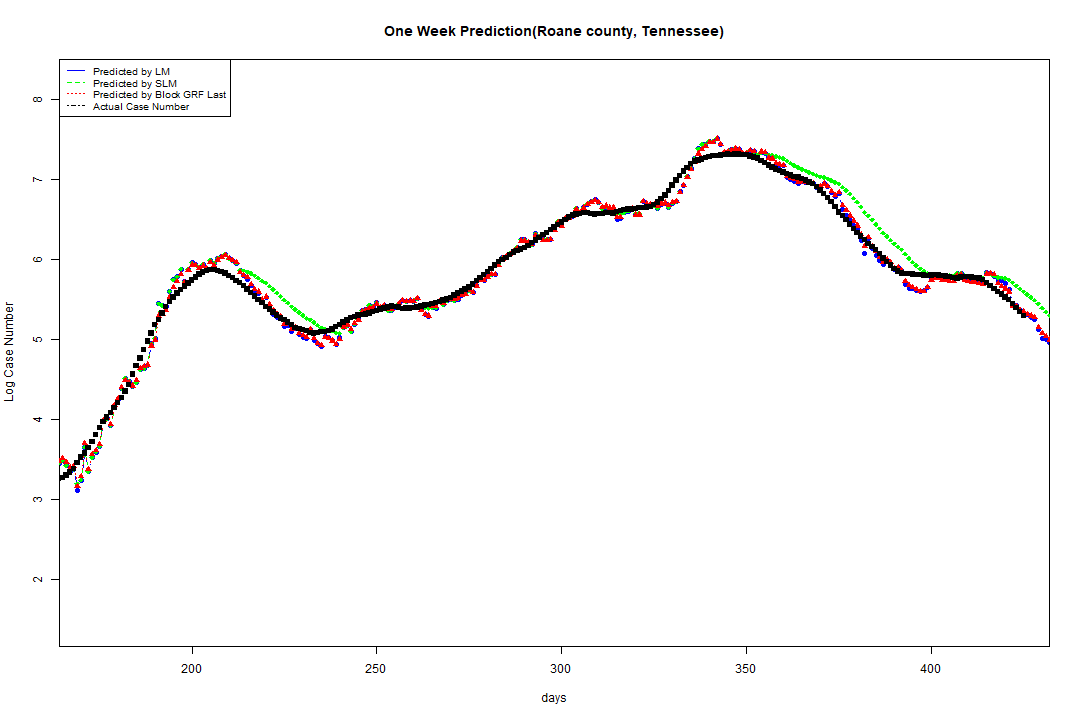 One Week Prediction(Roane county, Tennessee)
Predicted by LM
Predicted by SLM
Predicted by Block GRF Last
Actual Case Number
8
7
6
5
4
3
2
Log Case Number
200 250 300 350 400
days